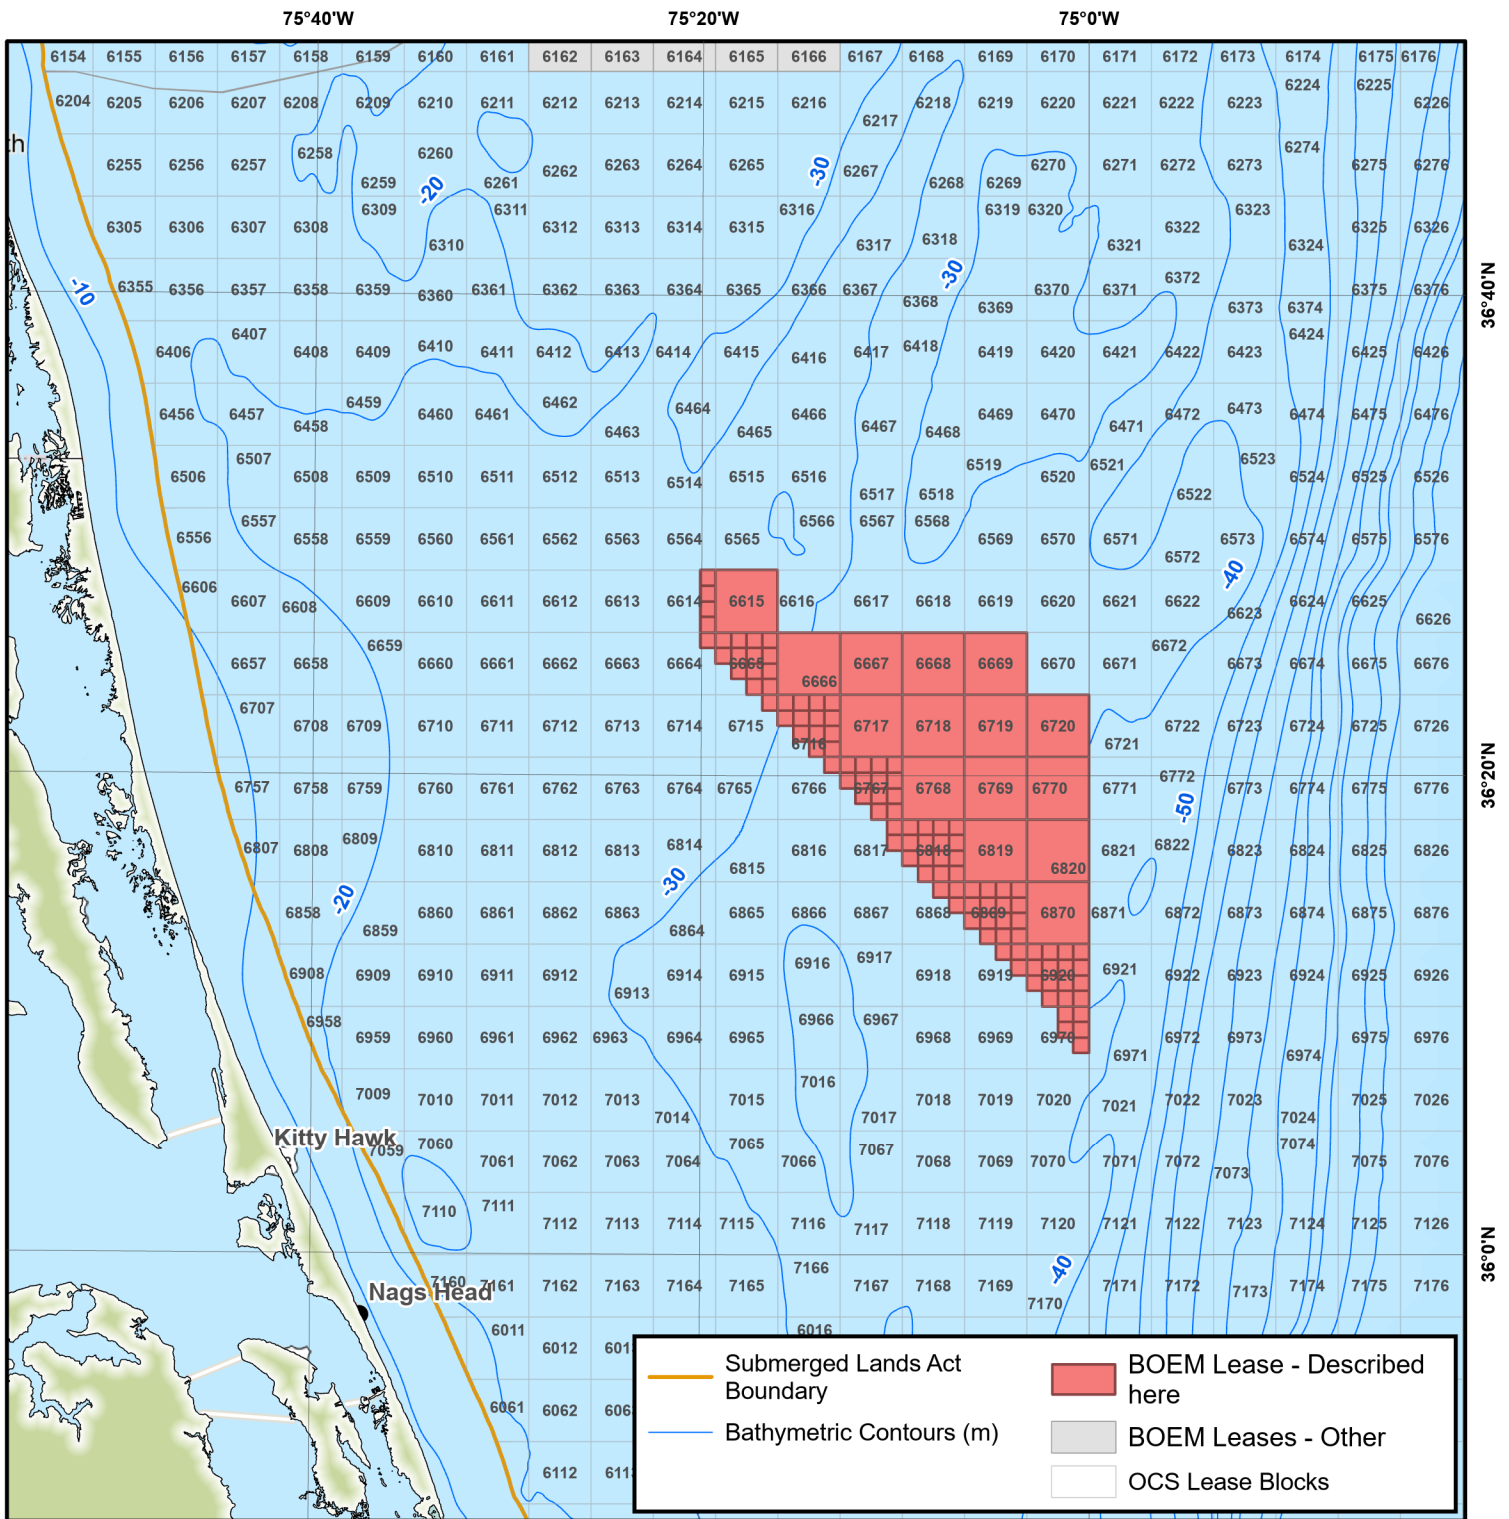 75°40'W 75°20'W 75°0'W
6154 6155 6156 6157 6158 6159 6160 6161 6162 6163 6164 6165 6166 6167 6168 6169 6170 6171 6172 6173 6174 6175 6176
6224 6225
6204 6205 6206 6207 6208 6209 6210 6211 6212 6213 6214 6215 6216 6218 6219 6220 6221 6222 6223 6226
6217
th 6274
6255 6256 6257 6258 6260 6262 6263 6264 6265 -30 6267 6270 6271 6272 6273 6275 6276
6259 -20 6261 6268 6269
6309 6311 6316 6319 6320 6323
6305 6306 6307 6308 6312 6313 6314 6315 6322 6325 6326
6310 6317 6318 6321 6324
-10 -30 6372 36°40'N
6355 6356 6357 6358 6359 6360 6361 6362 6363 6364 6365 6366 6367 6370 6371 6375 6376
6368 6369 6373 6374
6407 6424
6406 6408 6409 6410 6411 6412 6413 6414 6415 6416 6417 6418 6419 6420 6421 6422 6423 6425 6426
6456 6457 6459 6460 6461 6462 6464 6466 6469 6470 6472 6473 6474 6475 6476
6458 6463 6465 6467 6468 6471
6507 6519 6521 6523
6506 6508 6509 6510 6511 6512 6513 6514 6515 6516 6520 6524 6525 6526
6517 6518 6522
6557 6566 6567 6568
6556 6558 6559 6560 6561 6562 6563 6564 6565 6569 6570 6571 6573 6574 6575 6576
6572
6606 -40
6607 6608 6609 6610 6611 6612 6613 6614 6615 6616 6617 6618 6619 6620 6621 6622 6624 6625
6623 6626
6659 6672
6657 6658 6660 6661 6662 6663 6664 6665 6667 6668 6669 6670 6671 6673 6674 6675 6676
6666
6707
6708 6709 6710 6711 6712 6713 6714 6715 6717 6718 6719 6720 6722 6723 6724 6725 6726
6716 6721
36°20'N
6757 6758 6759 6760 6761 6762 6763 6764 6765 6766 6767 6768 6769 6770 6771 6772 6773 6774 6775 6776
-50
6807 6808 6809 6810 6811 6812 6813 6814 6816 6817 6818 6819 6821 6822 6823 6824 6825 6826
6815 6820
-20 -30
6858 6860 6861 6862 6863 6865 6866 6867 6868 6869 6870 6871 6872 6873 6874 6875 6876
6859 6864
6908 6909 6910 6911 6912 6914 6915 6916 6917 6918 6919 6920 6921 6922 6923 6924 6925 6926
6913
6958 6966 6967
6959 6960 6961 6962 6963 6964 6965 6968 6969 6970 6972 6973 6975 6976
6971 6974
7016
7009 7010 7011 7012 7013 7015 7018 7019 7020 7021 7022 7023 7025 7026
7014 7017 7024
Kitty Hawk
7059 7060 7065 7067 7074
7061 7062 7063 7064 7066 7068 7069 7070 7071 7072 7075 7076
7073
7110 7111
7112 7113 7114 7115 7116 7117 7118 7119 7120 7121 7122 7123 7124 7125 7126
7166 -40 36°0'N
7160 7161 7162 7163 7164 7165 7167 7168 7169 7171 7172 7173 7174 7175 7176
Nags Head
7170
6011 6016
6012
6061 6062
6112
Submerged Lands Act
Boundary
Bathymetric Contours (m)
BOEM Lease - Described
here
BOEM Leases - Other
OCS Lease Blocks